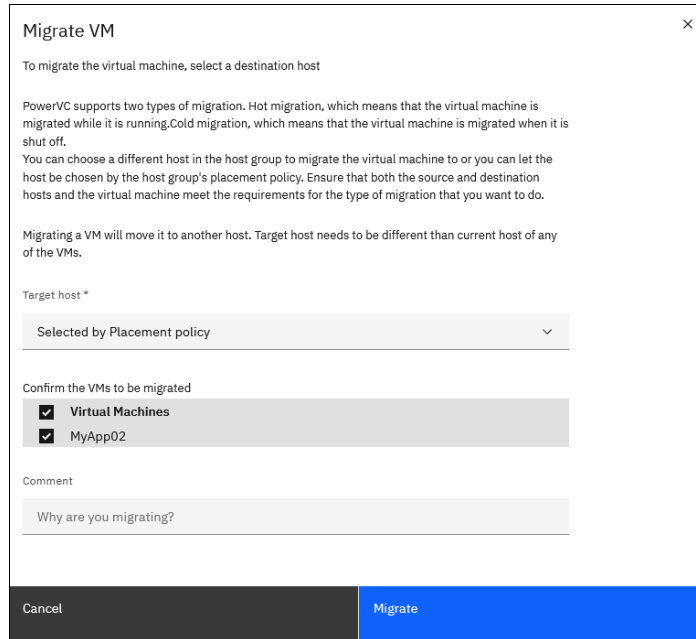 Migrate VM
To migrate the virtual machine, select a destination host
PowerVC supports two types of migration. Hot migration, which means that the virtual machine is
migrated while it is running.Cold migration, which means that the virtual machine is migrated when it is
shut off.
You can choose a different host in the host group to migrate the virtual machine to or you can let the
host be chosen by the host group's placement policy. Ensure that both the source and destination
hosts and the virtual machine meet the requirements for the type of migration that you want to do.
Migrating a VM will move it to another host. Target host needs to be different than current host of any
of the VMs.
Target host *
Selected by Placement policy
Confirm the VMs to be migrated
Virtual Machines
MyApp02
Comment
Why are you migrating?
Cancel
Migrate